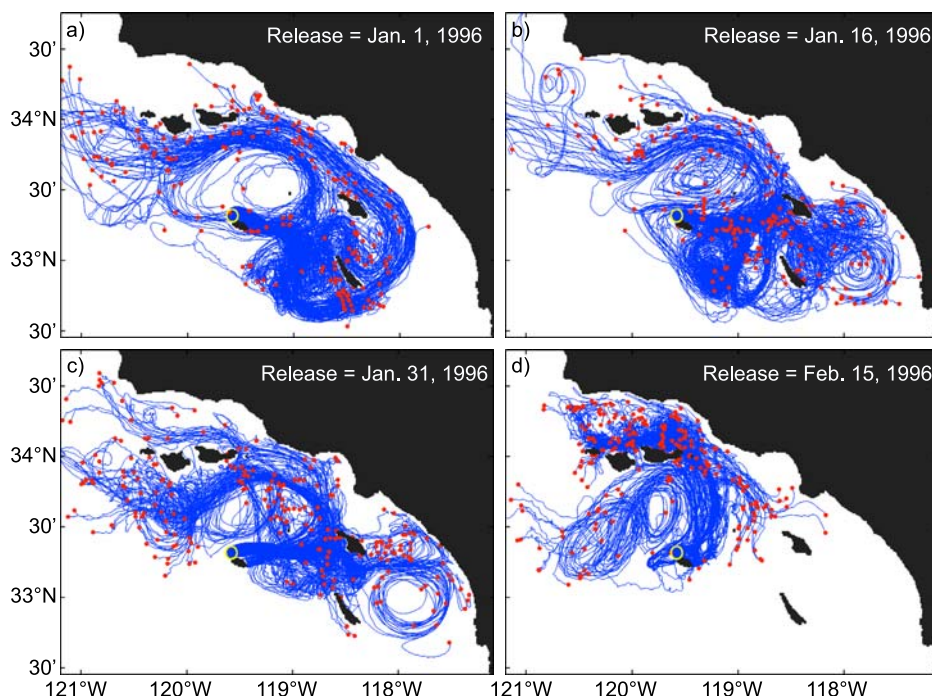 a) Release = Jan. 1, 1996
b) Release = Jan. 16, 1996
30'
34°N
30'
33°N
30'
c) Release = Jan. 31, 1996
d) Release = Feb. 15, 1996
30'
34°N
30'
33°N
30'
121°W 120°W 119°W 118°W
121°W 120°W 119°W 118°W